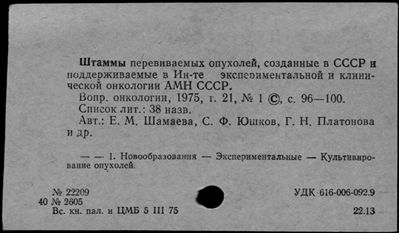 Штаммы перевиваемых опухолей, созданные в СССР и
поддерживаемые в Ин-те экспериментальной и клини-
ческой онкологии АМН СССР.
Вопр. онкологии, 1975, т. 21, № 1 ©, с. 96—100.
Список лит.: 38 назв.
Авт.: Е. М. Шамаева, С. Ф. Юшков, Г. Н. Платонова
и др.
— — 1. Новообразования — Экспериментальные — Культивиро-
вание опухолей.
№ 22209 УДК 616-006-092.9
40 № 2605
Вс. кн. пал. и ЦМБ 5 III 75 22.13